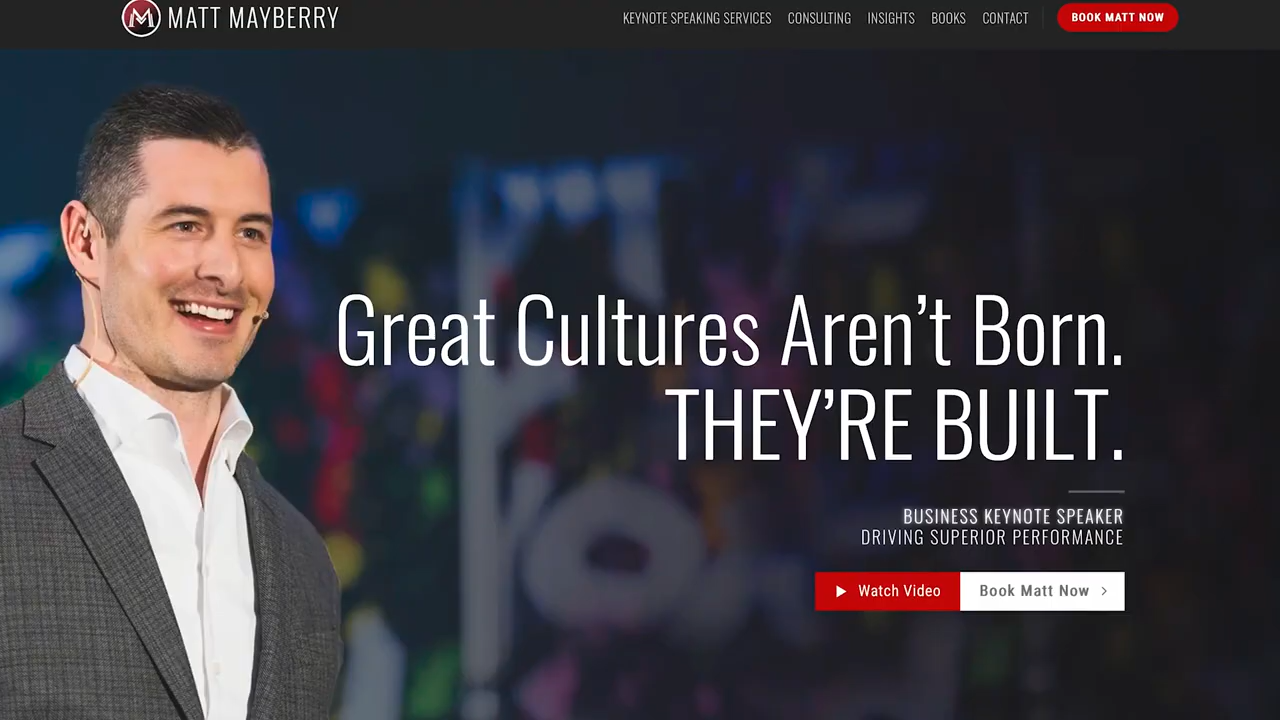 MATT MAYBERRY
KEYNOTE SPEAKING SERVICES CONSULTING INSIGHTS BOOKS CONTACT BOOK MATT NOW
Great Cultures Aren’t Born.
THEY’RE BUILT.
BUSINESS KEYNOTE SPEAKER
DRIVING SUPERIOR PERFORMANCE
Watch Video
Book Matt Now